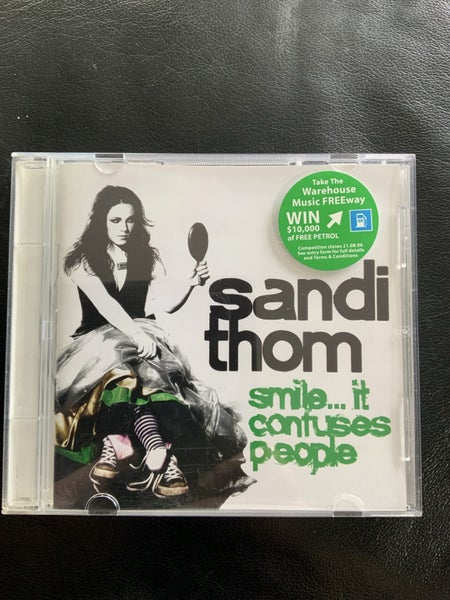 Take The
Warehouse
Music FREEway
WIN
$10,000
of FREE PETROL
Competition closes 21.08.06
See entry form for full details
and Terms & Conditions
sandi
thom
smile... it
confuses
people